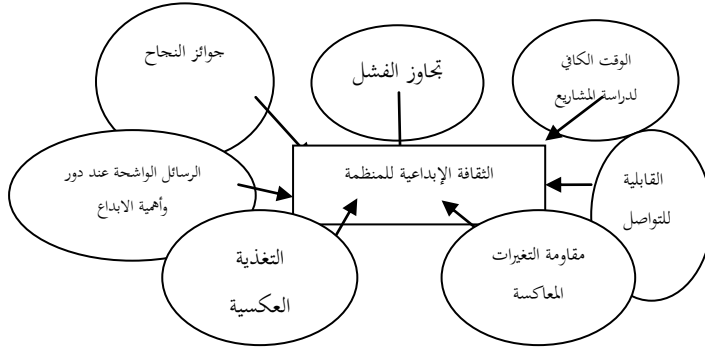 جوائز النجاح
تجاوز الفشل
الوقت الكافي
لدراسة المشاريع
الثقافة الإبداعية للمنظمة
الرسائل الواشحة عند دور
وأهمية الابداع
القابلية
للتواصل
التغذية
العكسية
مقاومة التغيرات
المعاكسة